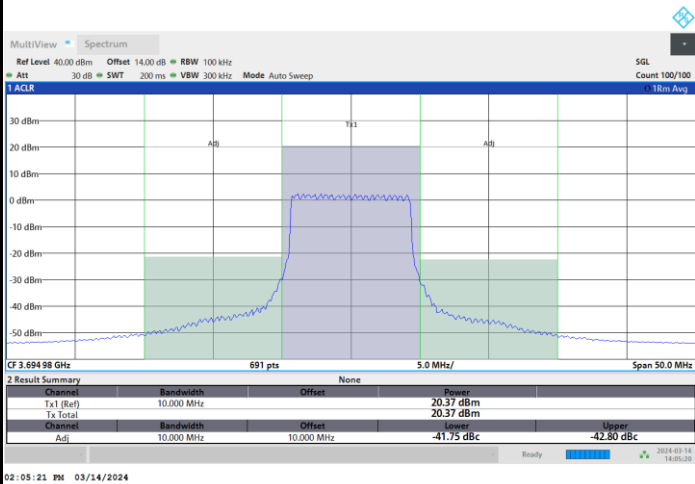 MultiView Spectrum
Ref Level 40.00 dBm Offset 14.00 dB RBW 100 kHz SGL
Att 30 dB SWT 200 ms VBW 300 kHz Mode Auto Sweep Count 100/100
1 ACLR 1Rm Avg
30 dBm
Tx1
20 dBm
Adj
Adj
10 dBm
0 dBm
-10 dBm
-20 dBm
-30 dBm
-40 dBm
-50 dBm
CF 3.694 98 GHz 691 pts 5.0 MHz/ Span 50.0 MHz
2 Result Summary None
Channel Bandwidth Offset Power
Tx1 (Ref) 10.000 MHz 20.37 dBm
Tx Total 20.37 dBm
Channel Bandwidth Offset Lower Upper
Adj 10.000 MHz 10.000 MHz -41.75 dBc -42.80 dBc
Ready 2024-03-14
14:05:20
02:05:21 PM 03/14/2024